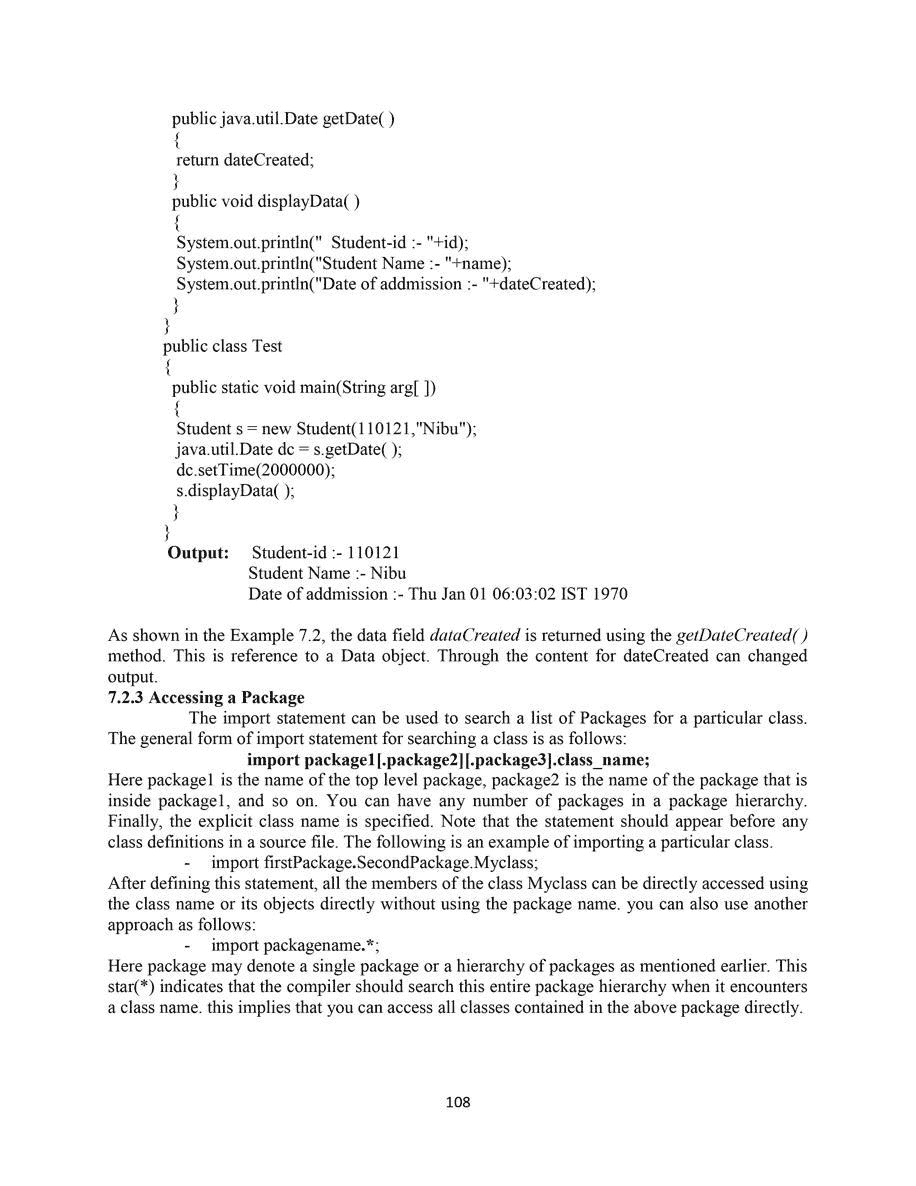 public java.util.Date getDate( )
{
return dateCreated;
}
public void displayData( )
{
System.out.println("  Student-id :- "+id);
System.out.println("Student Name :- "+name);
System.out.println("Date of addmission :- "+dateCreated);
}
}
public class Test
{
public static void main(String arg[ ])
{
Student s = new Student(110121,"Nibu");
java.util.Date dc = s.getDate( );
dc.setTime(2000000);
s.displayData( );
}
}
Output: Student-id :- 110121
Student Name :- Nibu
Date of addmission :- Thu Jan 01 06:03:02 IST 1970
As shown in the Example 7.2, the data field dataCreated is returned using the getDateCreated( )
method. This is reference to a Data object. Through the content for dateCreated can changed
output.
7.2.3 Accessing a Package
The import statement can be used to search a list of Packages for a particular class.
The general form of import statement for searching a class is as follows:
import package1[.package2][.package3].class_name;
Here package1 is the name of the top level package, package2 is the name of the package that is
inside package1, and so on. You can have any number of packages in a package hierarchy.
Finally, the explicit class name is specified. Note that the statement should appear before any
class definitions in a source file. The following is an example of importing a particular class.
- import firstPackage.SecondPackage.Myclass;
After defining this statement, all the members of the class Myclass can be directly accessed using
the class name or its objects directly without using the package name. you can also use another
approach as follows:
- import packagename.*;
Here package may denote a single package or a hierarchy of packages as mentioned earlier. This
star(*) indicates that the compiler should search this entire package hierarchy when it encounters
a class name. this implies that you can access all classes contained in the above package directly.
108